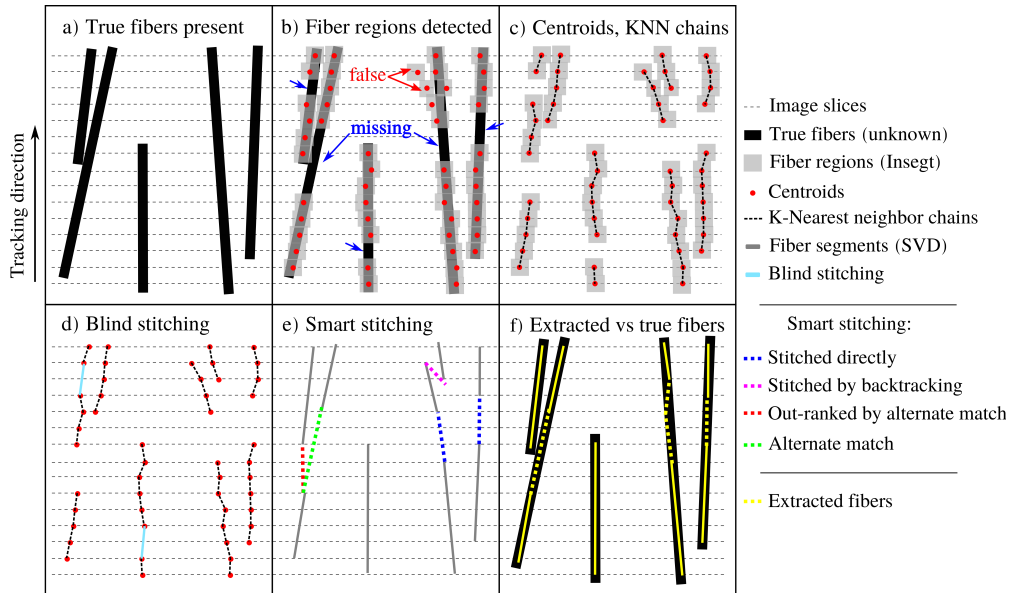 a) True fibers present
b) Fiber regions detected
c) Centroids, KNN chains
false
missing
Tracking direction
Image slices
True fibers (unknown)
Fiber regions (Insegt)
Centroids
K-Nearest neighbor chains
Fiber segments (SVD)
Blind stitching
d) Blind stitching
e) Smart stitching
f) Extracted vs true fibers
Smart stitching:
Stitched directly
Stitched by backtracking
Out-ranked by alternate match
Alternate match
Extracted fibers